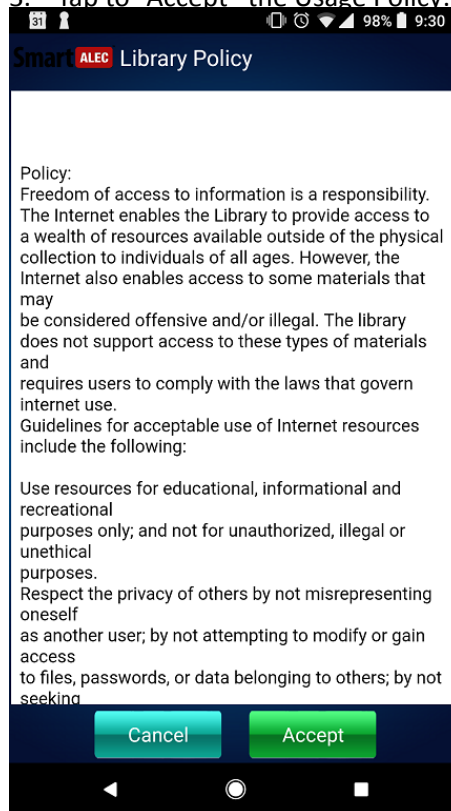 3. Tap to "Accept" the Usage Policy.
31 98% 9:30
Smart ALEC Library Policy
Policy:
Freedom of access to information is a responsibility.
The Internet enables the Library to provide access to
a wealth of resources available outside of the physical
collection to individuals of all ages. However, the
Internet also enables access to some materials that
may
be considered offensive and/or illegal. The library
does not support access to these types of materials
and
requires users to comply with the laws that govern
internet use.
Guidelines for acceptable use of Internet resources
include the following:
Use resources for educational, informational and
recreational
purposes only; and not for unauthorized, illegal or
unethical
purposes.
Respect the privacy of others by not misrepresenting
oneself
as another user; by not attempting to modify or gain
access
to files, passwords, or data belonging to others; by not
seeking
Cancel Accept